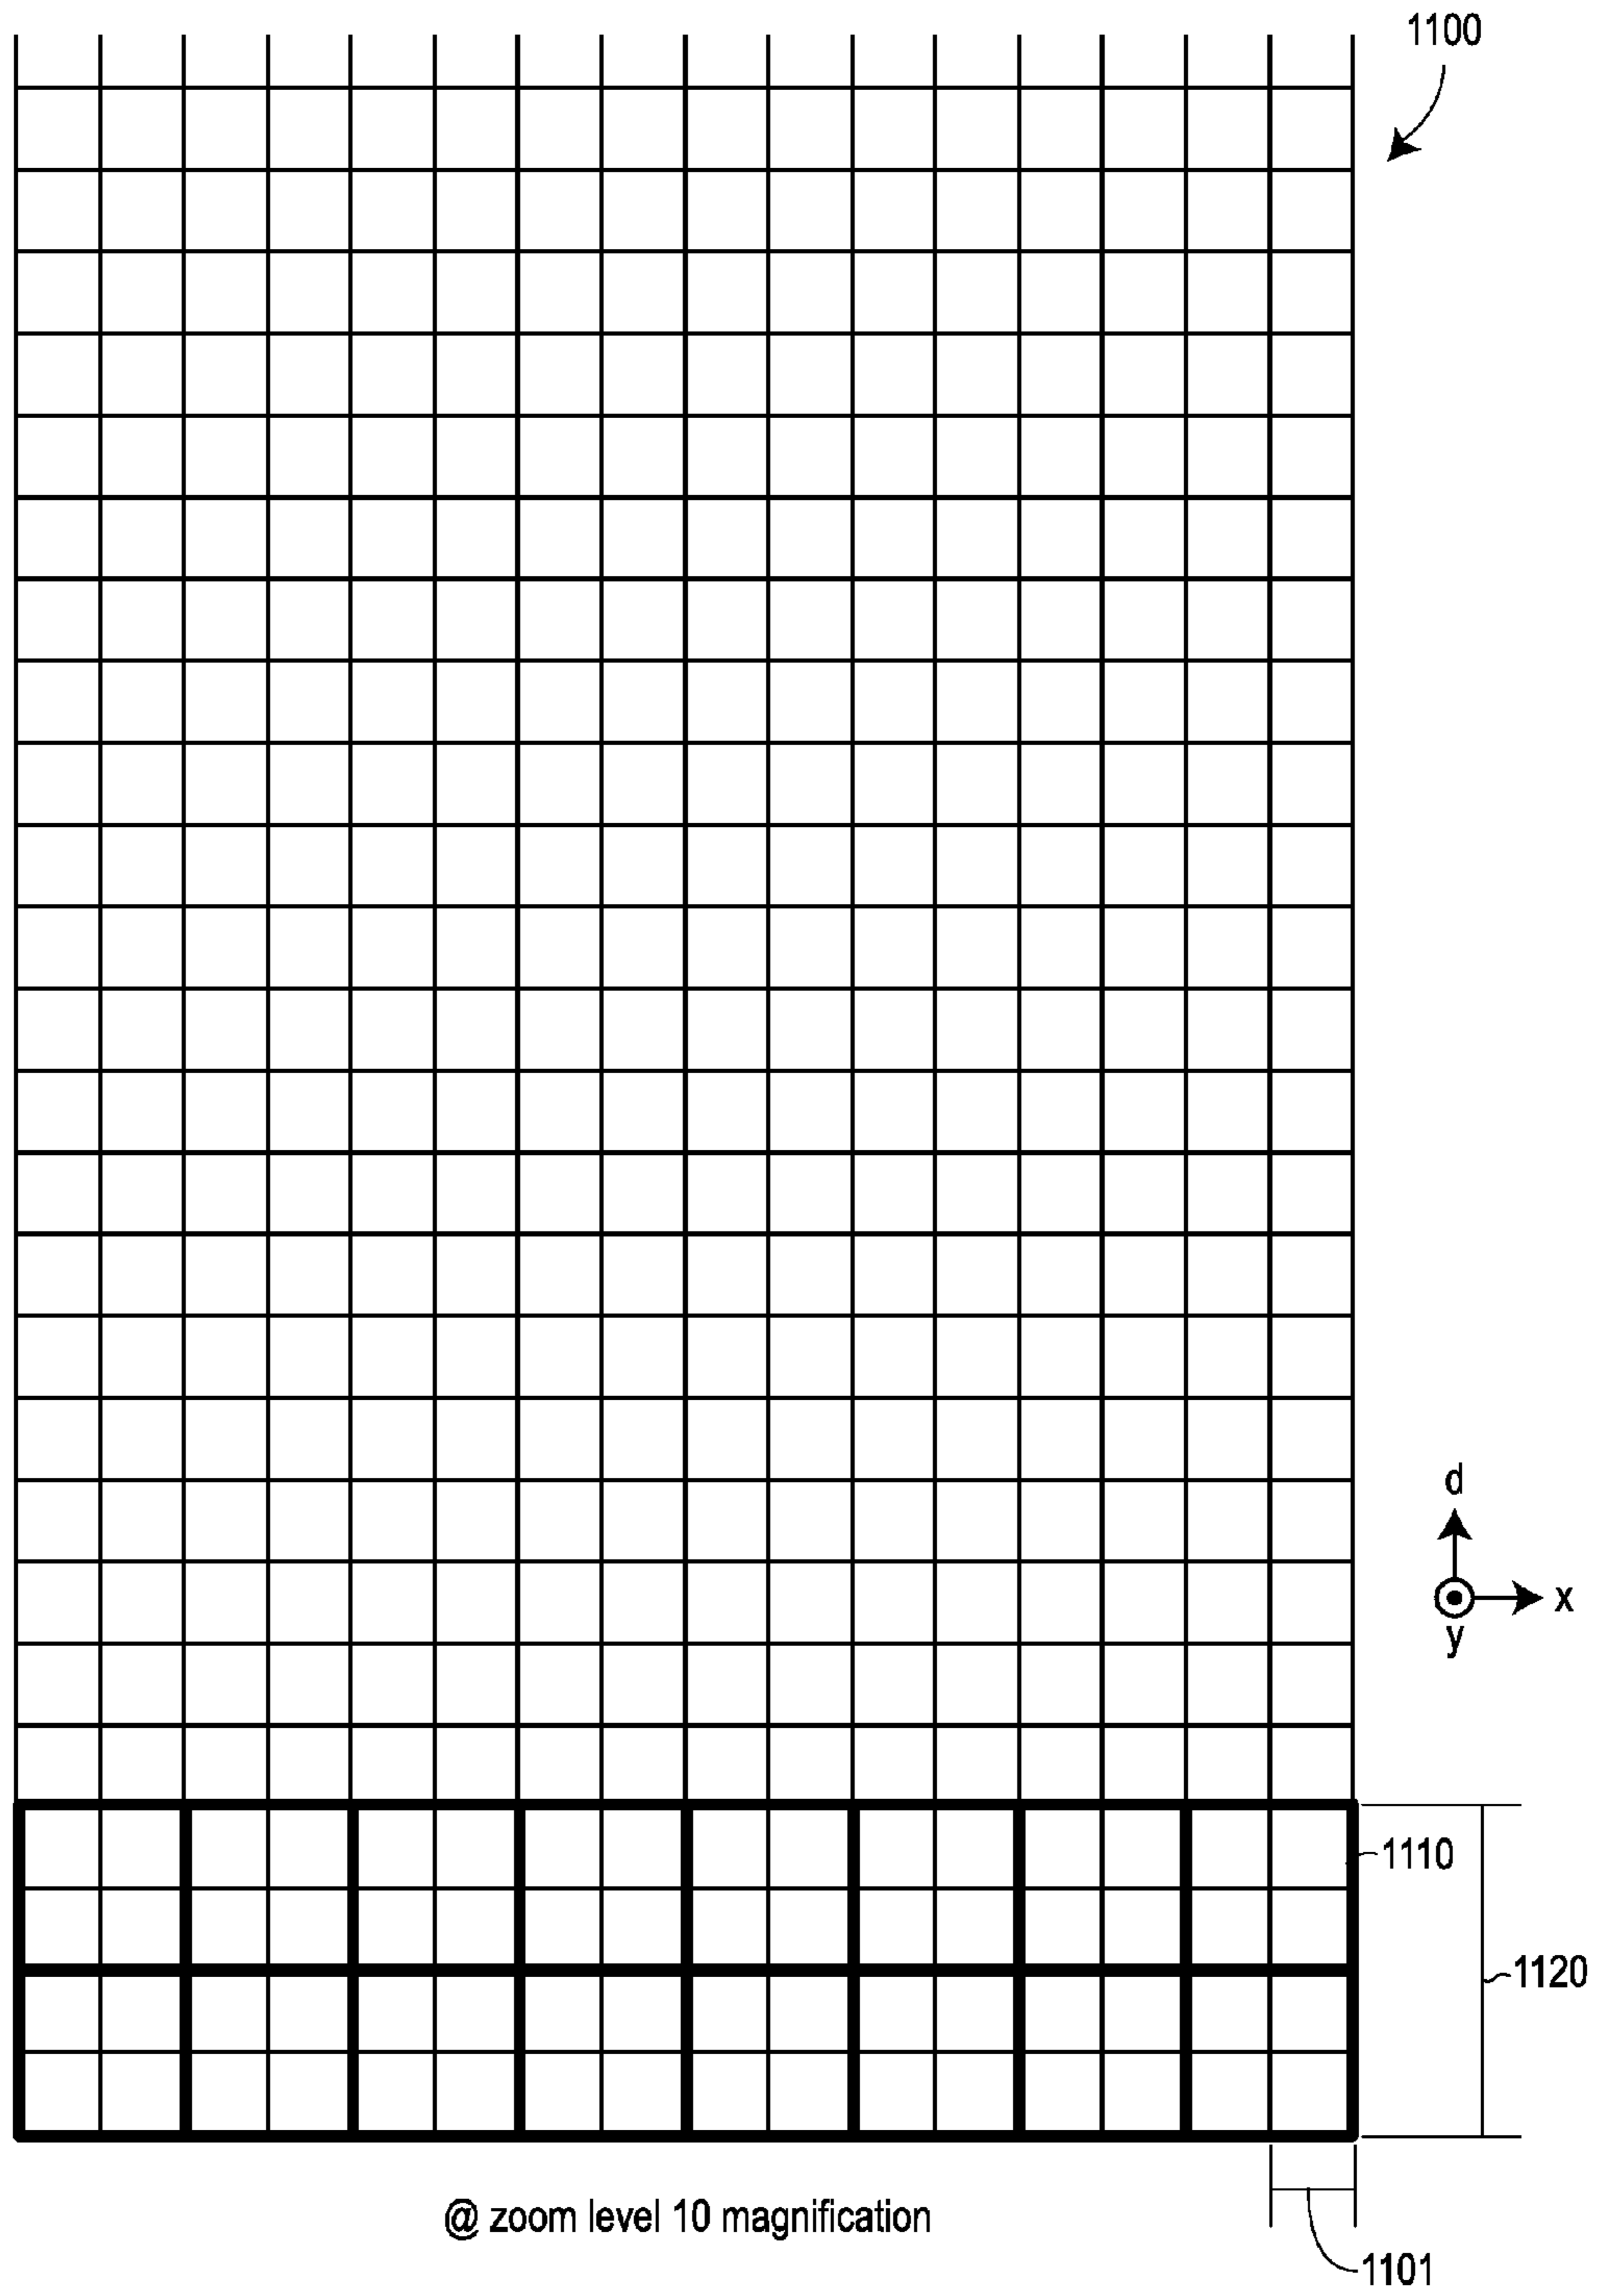 1100
d
x
y
1110
1120
@ zoom level 10 magnification
1101